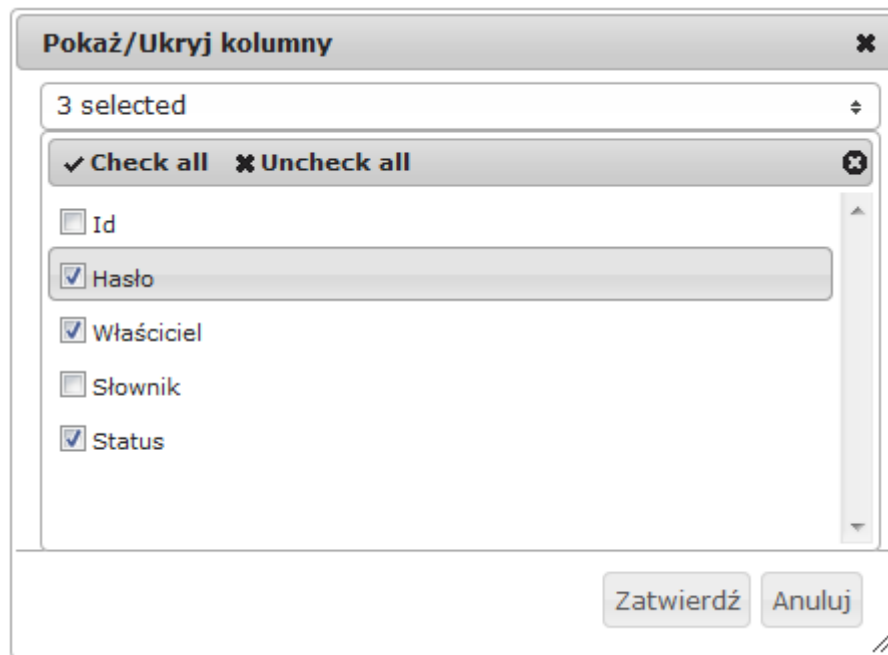 Pokaż/Ukryj kolumny
3 selected
Check all Uncheck all
Id
Hasło
Właściciel
Słownik
Status
Zatwierdź Anuluj